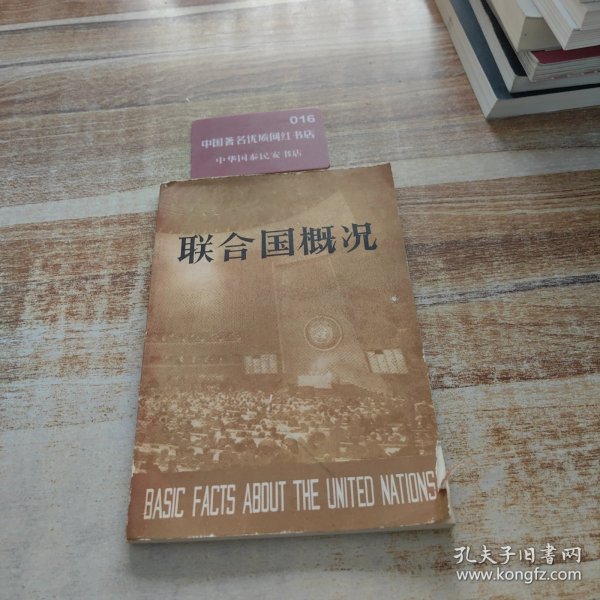 016
中国著名优质网红书店
中华国泰民安书店
联合国概况
BASIC FACTS ABOUT THE UNITED NATIONS
孔夫子旧书网
www.kongfz.com